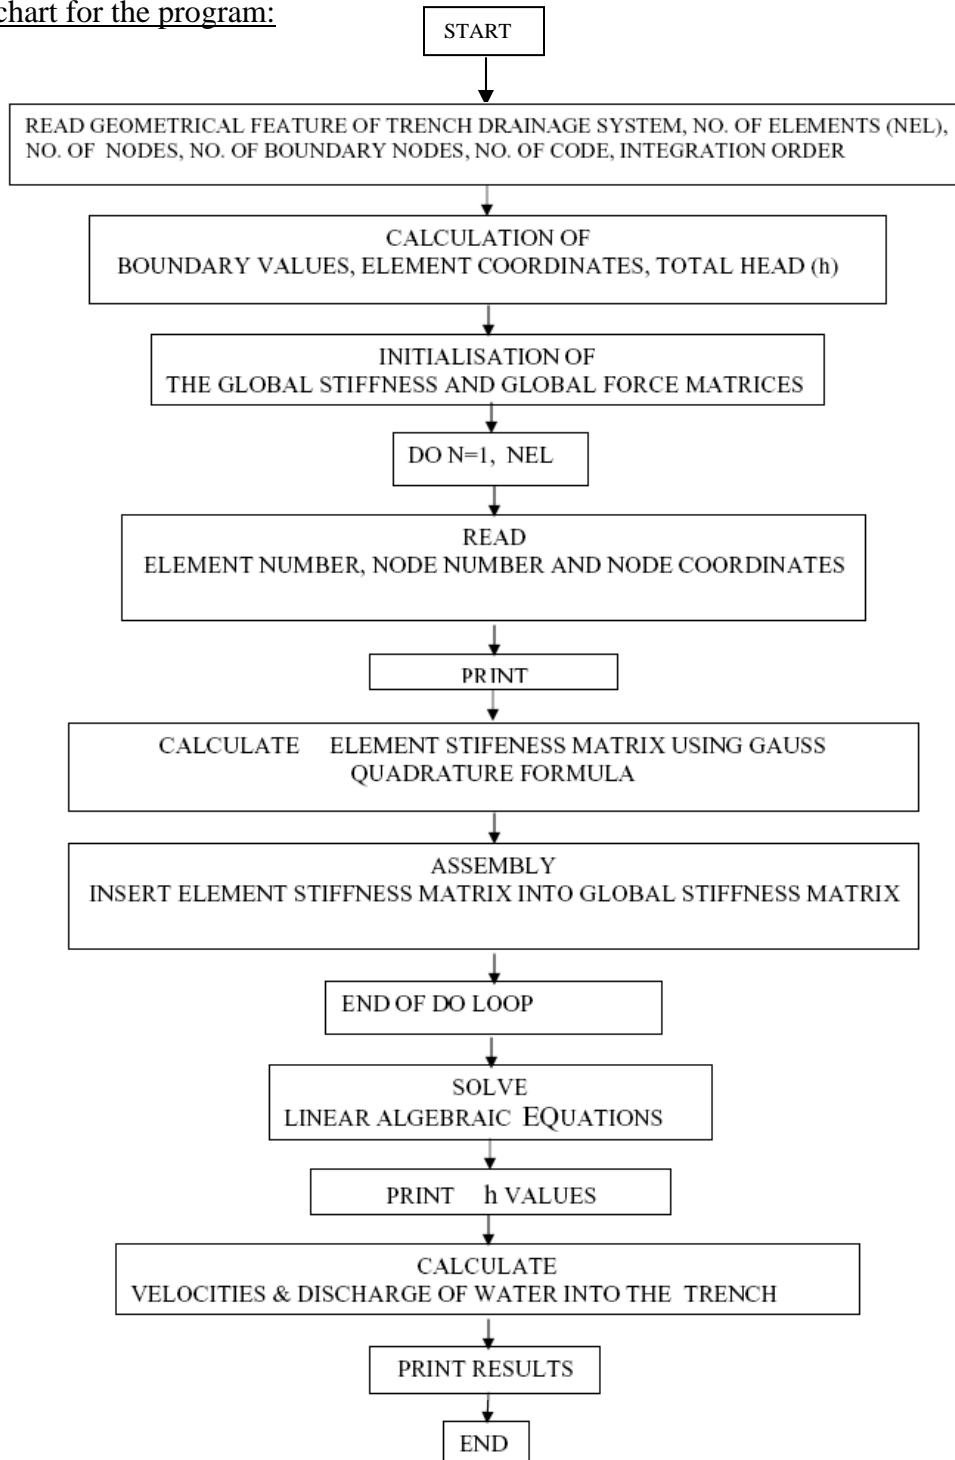 chart for the program:
START
READ GEOMETRICAL FEATURE OF TRENCH DRAINAGE SYSTEM, NO. OF ELEMENTS (NEL),
NO. OF NODES, NO. OF BOUNDARY NODES, NO. OF CODE, INTEGRATION ORDER
CALCULATION OF
BOUNDARY VALUES, ELEMENT COORDINATES, TOTAL HEAD (h)
INITIALISATION OF
THE GLOBAL STIFFNESS AND GLOBAL FORCE MATRICES
DO N=1, NEL
READ
ELEMENT NUMBER, NODE NUMBER AND NODE COORDINATES
PRINT
CALCULATE ELEMENT STIFENESS MATRIX USING GAUSS
QUADRATURE FORMULA
ASSEMBLY
INSERT ELEMENT STIFFNESS MATRIX INTO GLOBAL STIFFNESS MATRIX
END OF DO LOOP
SOLVE
LINEAR ALGEBRAIC EQUATIONS
PRINT h VALUES
CALCULATE
VELOCITIES & DISCHARGE OF WATER INTO THE TRENCH
PRINT RESULTS
END